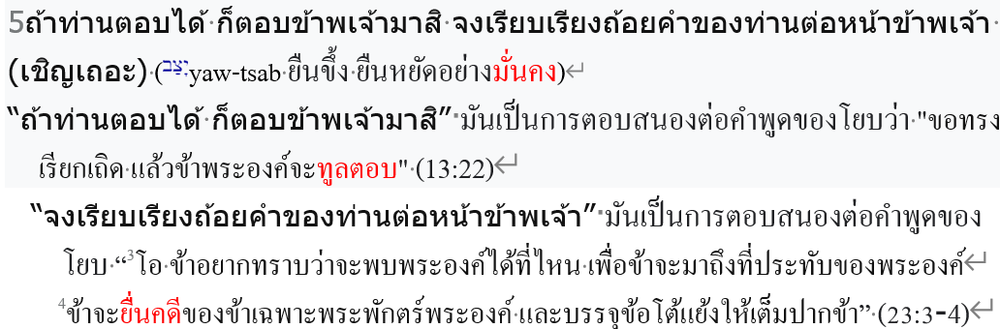 5ถ้าท่านตอบได้ ก็ตอบข้าพเจ้ามาสิ จงเรียบเรียงถ้อยคำของท่านต่อหน้าข้าพเจ้า
(เชิญเถอะ) (יָצַב yaw-tsab ยืนขึ้ง ยืนหยัดอย่างมั่นคง)
“ถ้าท่านตอบได้ ก็ตอบข้าพเจ้ามาสิ” มันเป็นการตอบสนองต่อคำพูดของโยบว่า "ขอทรง
เรียกเถิด แล้วข้าพระองค์จะทูลตอบ" (13:22)
“จงเรียบเรียงถ้อยคำของท่านต่อหน้าข้าพเจ้า” มันเป็นการตอบสนองต่อคำพูดของ
โยบ “3โอ ข้าอยากทราบว่าจะพบพระองค์ได้ที่ไหน เพื่อข้าจะมาถึงที่ประทับของพระองค์
4ข้าจะยื่นคดีของข้าเฉพาะพระพักตร์พระองค์ และบรรจุข้อโต้แย้งให้เต็มปากข้า” (23:3-4)